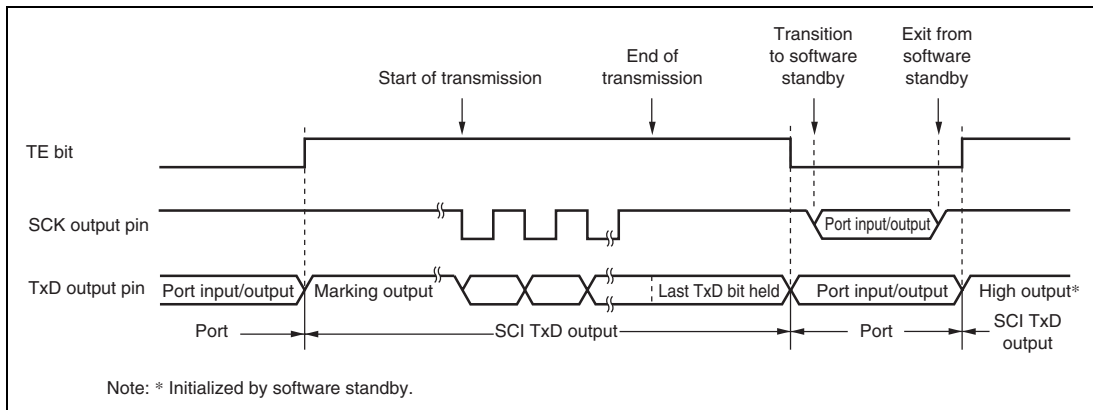 Transition
to software
standby
Exit from
software
standby
End of
transmission
Start of transmission
TE bit
SCK output pin
Port input/output
TxD output pin
Port input/output
Marking output
Last TxD bit held
Port input/output
High output*
Port
SCI TxD output
Port
SCI TxD
output
Note: * Initialized by software standby.